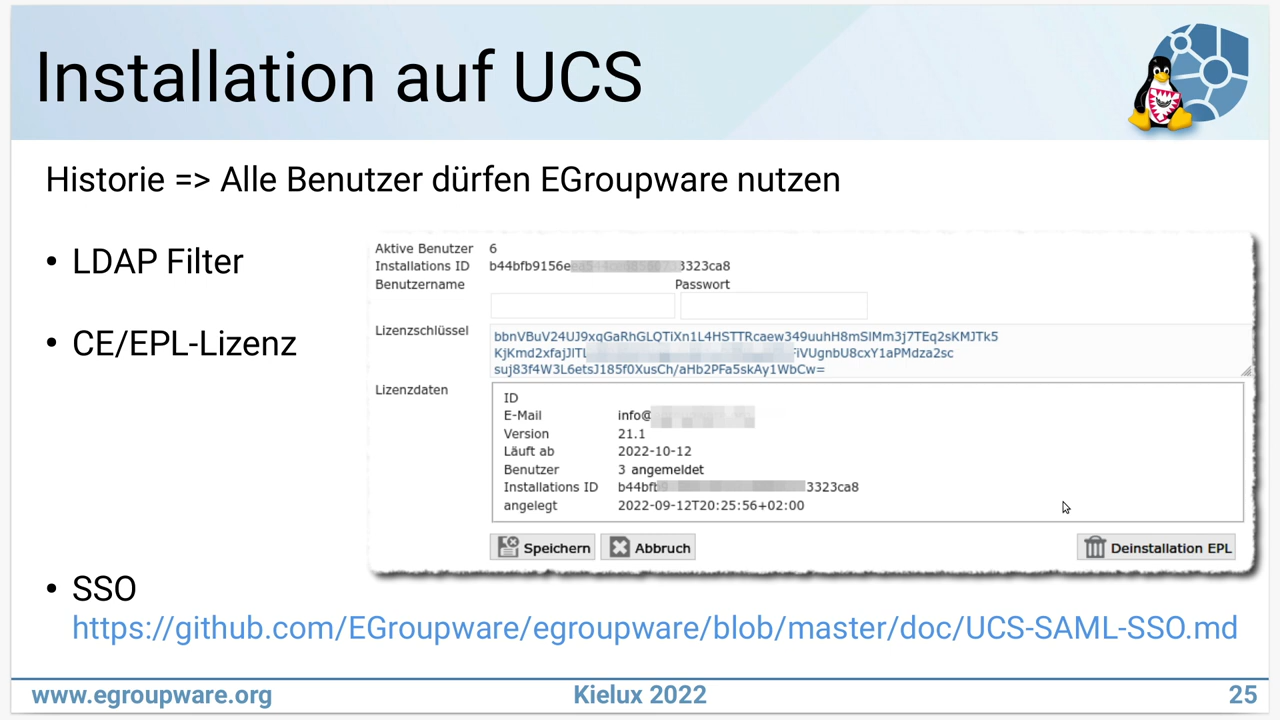 Installation auf UCS
Historie => Alle Benutzer dürfen EGroupware nutzen
• LDAP Filter
• CE/EPL-Lizenz
Aktive Benutzer 6
Installations ID b44bfb9156e 3323ca8
Benutzername Passwort
Lizenzschlüssel
bbnVBuV24UJ9xqGaRhGLQTiXn1L4HSTTRcaew349uuhH8mSlMm3j7TEq2sKMJTk5
KjKmd2xfajJlTL FiVUgnbU8cxY1aPMdza2sc
suj83f4W3L6etsJ185f0XusCh/aHb2PFa5skAy1WbCw=
Lizenzdaten
ID
E-Mail info@
Version 21.1
Läuft ab 2022-10-12
Benutzer 3 angemeldet
Installations ID b44bfb9 3323ca8
angelegt 2022-09-12T20:25:56+02:00
Speichern Abbruch Deinstallation EPL
• SSO
https://github.com/EGroupware/egroupware/blob/master/doc/UCS-SAML-SSO.md
www.egroupware.org Kielux 2022 25